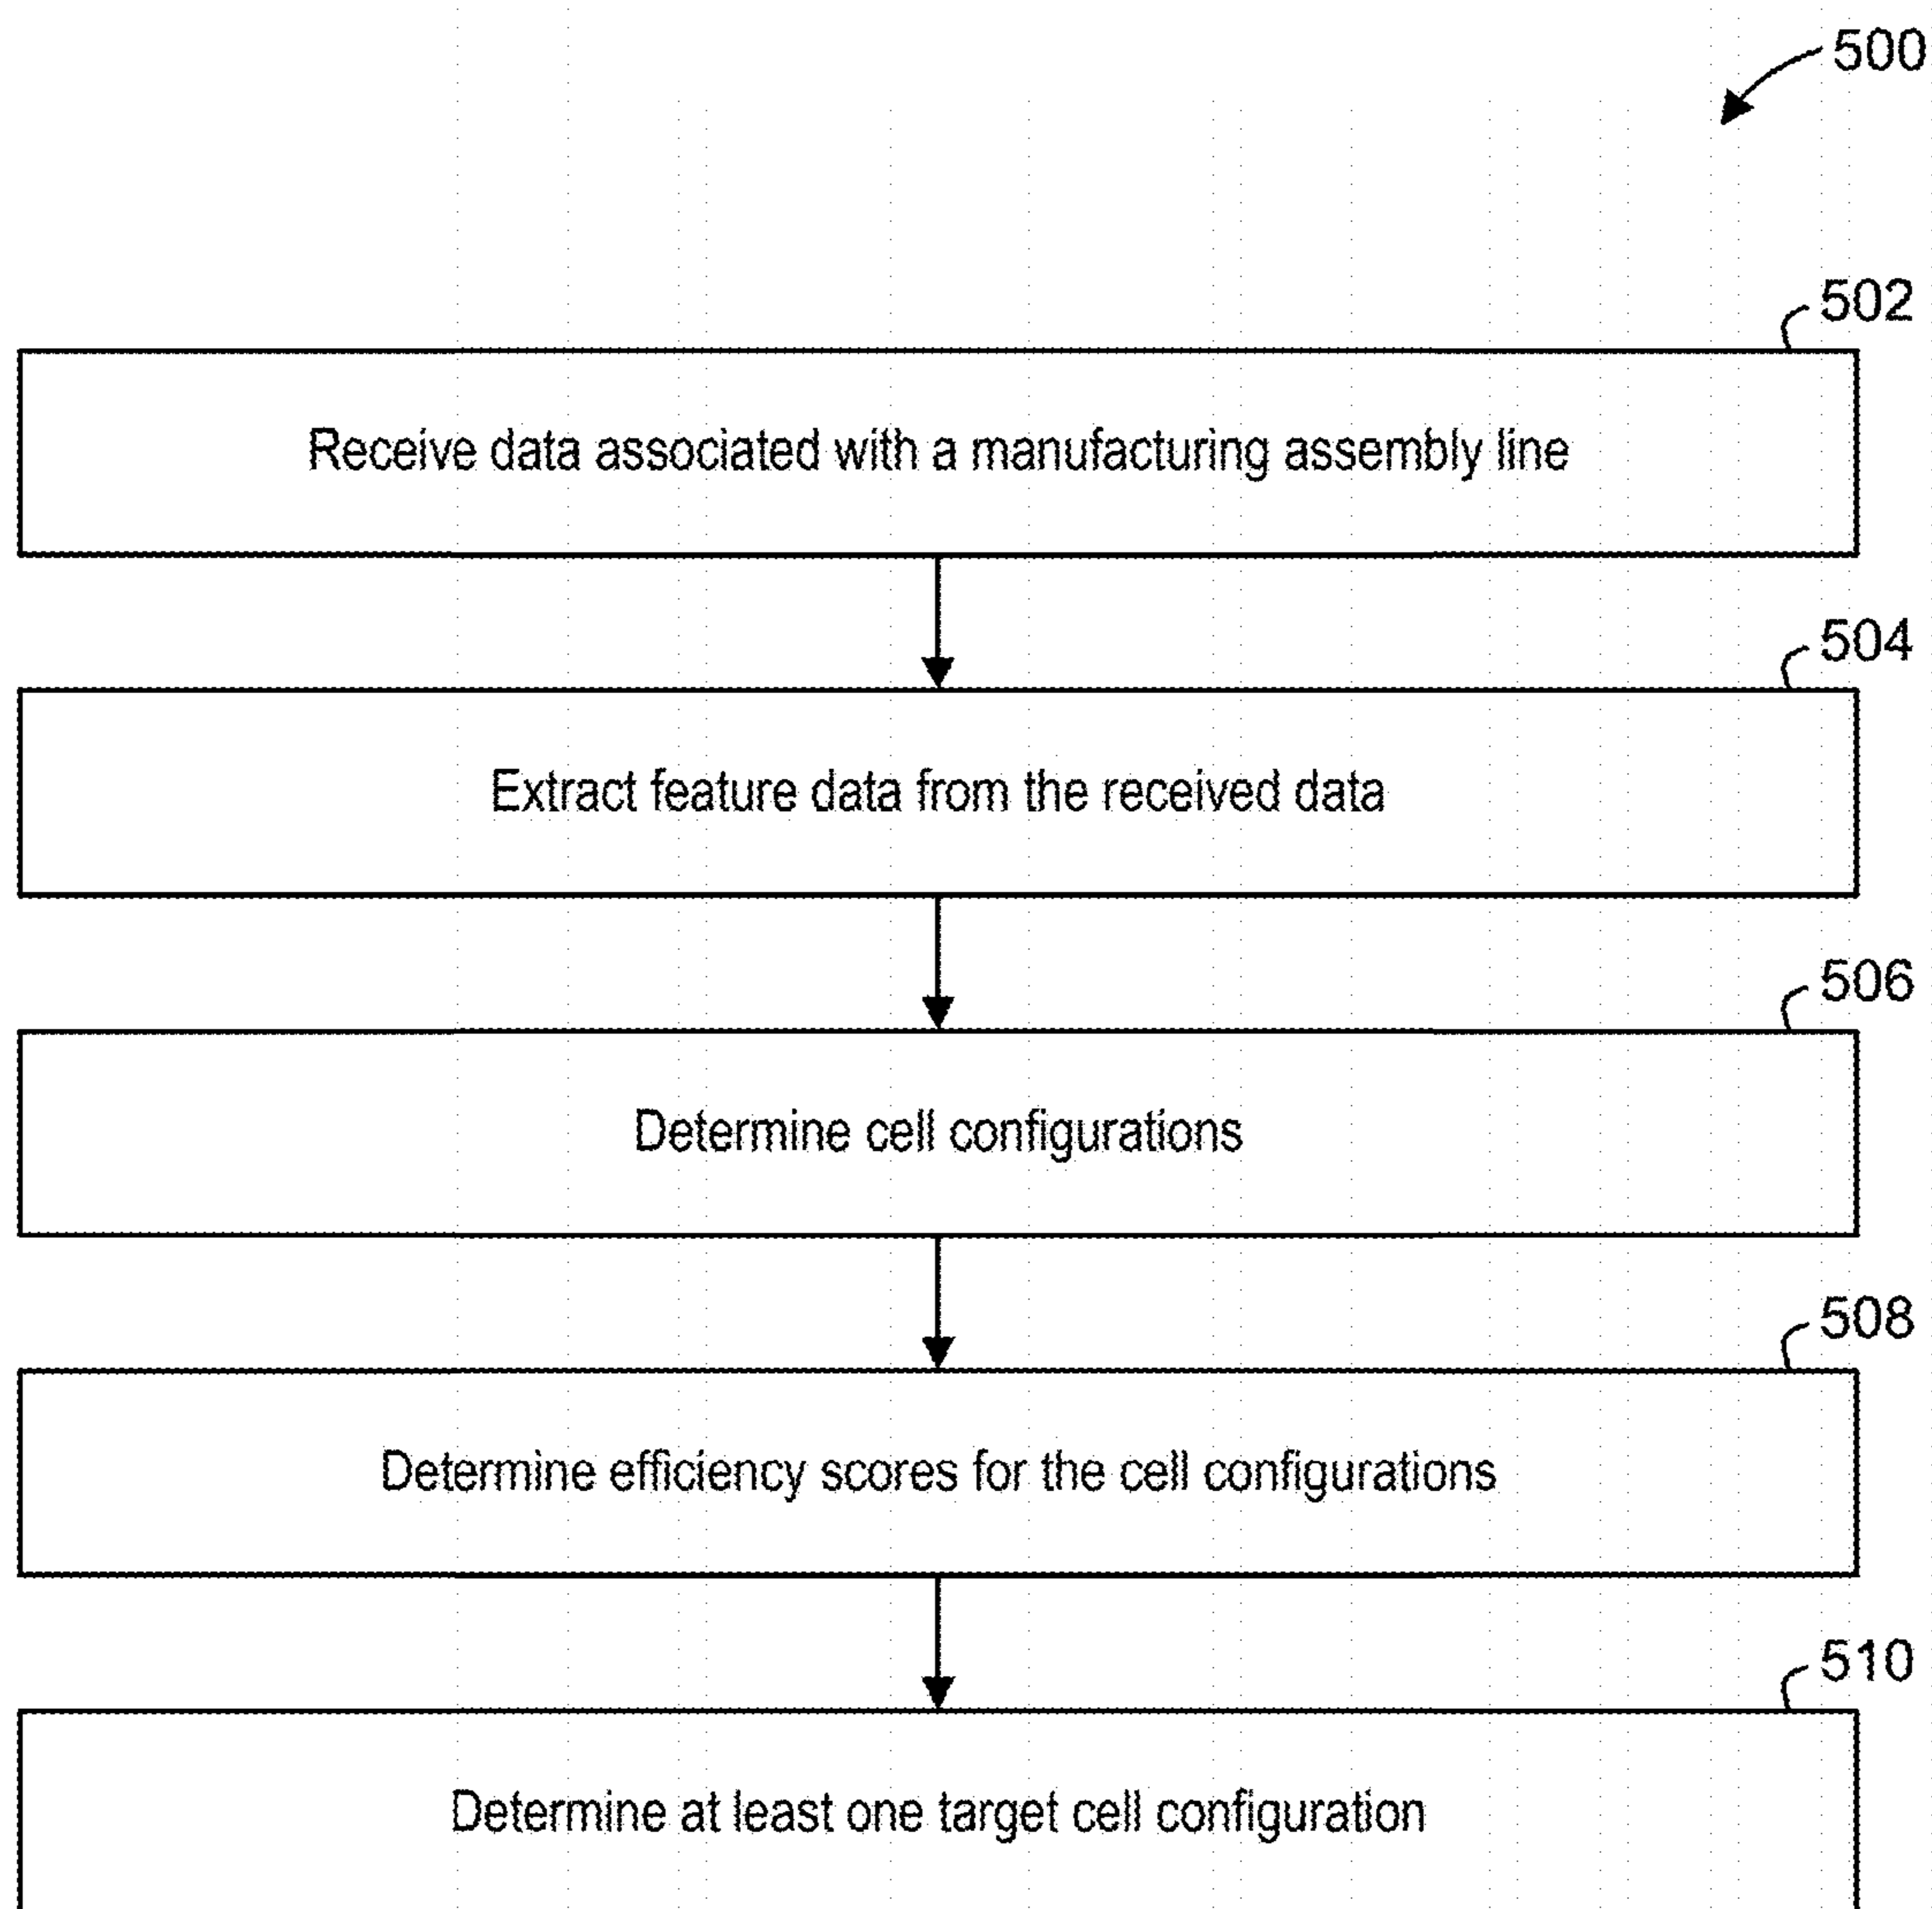 500
502
Receive data associated with a manufacturing assembly line
504
Extract feature data from the received data
506
Determine cell configurations
508
Determine efficiency scores for the cell configurations
510
Determine at least one target cell configuration